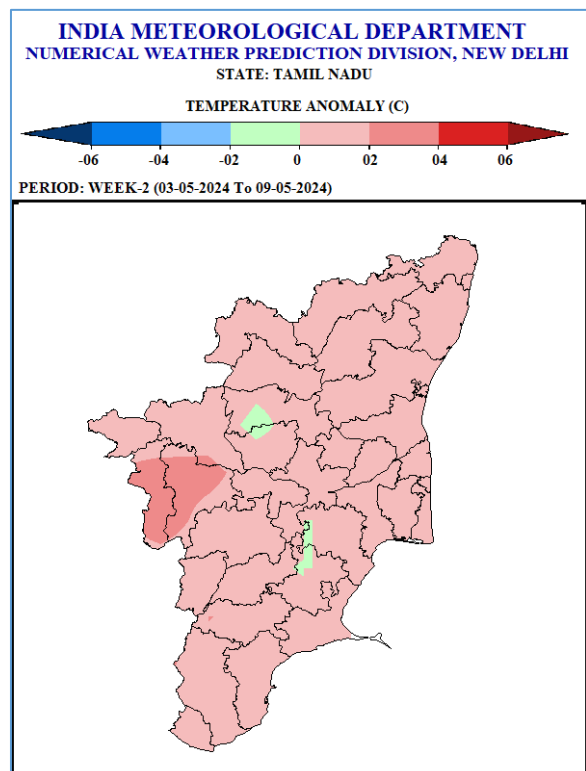 INDIA METEOROLOGICAL DEPARTMENT
NUMERICAL WEATHER PREDICTION DIVISION, NEW DELHI
STATE: TAMIL NADU
TEMPERATURE ANOMALY (C)
-06 -04 -02 0 02 04 06
PERIOD: WEEK-2 (03-05-2024 To 09-05-2024)